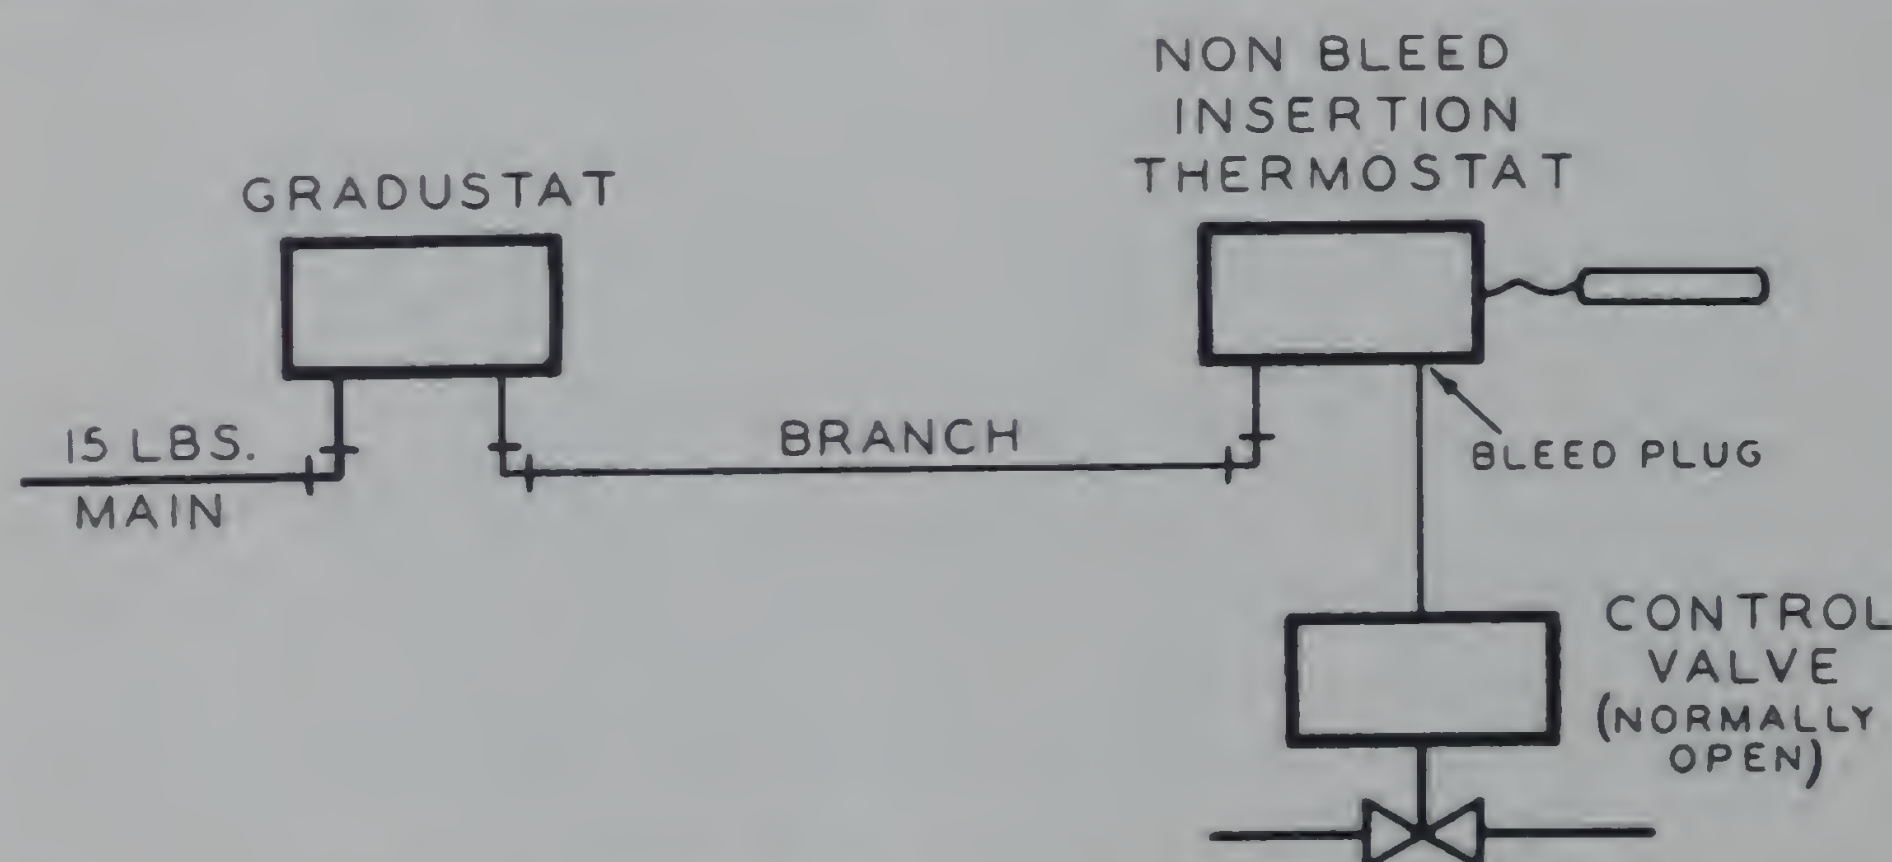 NON BLEED
INSERTION
THERMOSTAT
GRADUSTAT
15 LBS.
MAIN
BRANCH
BLEED PLUG
CONTROL
VALVE
(NORMALLY
OPEN)